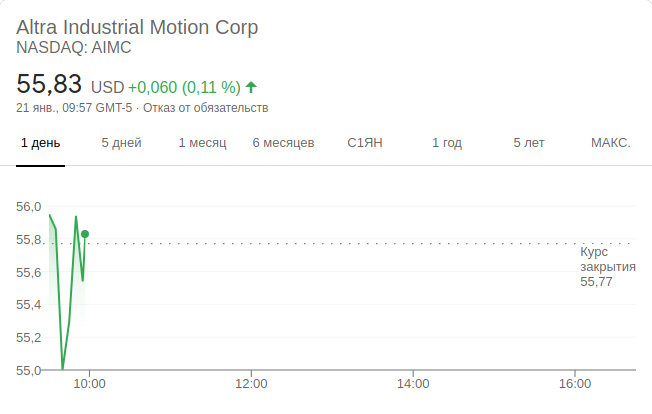 Altra Industrial Motion Corp
NASDAQ: AIMC
55,83 USD +0,060 (0,11 %)
21 янв., 09:57 GMT-5 · Отказ от обязательств
1 день 5 дней 1 месяц 6 месяцев С1ЯН 1 год 5 лет МАКС.
56,0
55,8
Курс
закрытия
55,77
55,6
55,4
55,2
55,0
10:00 12:00 14:00 16:00